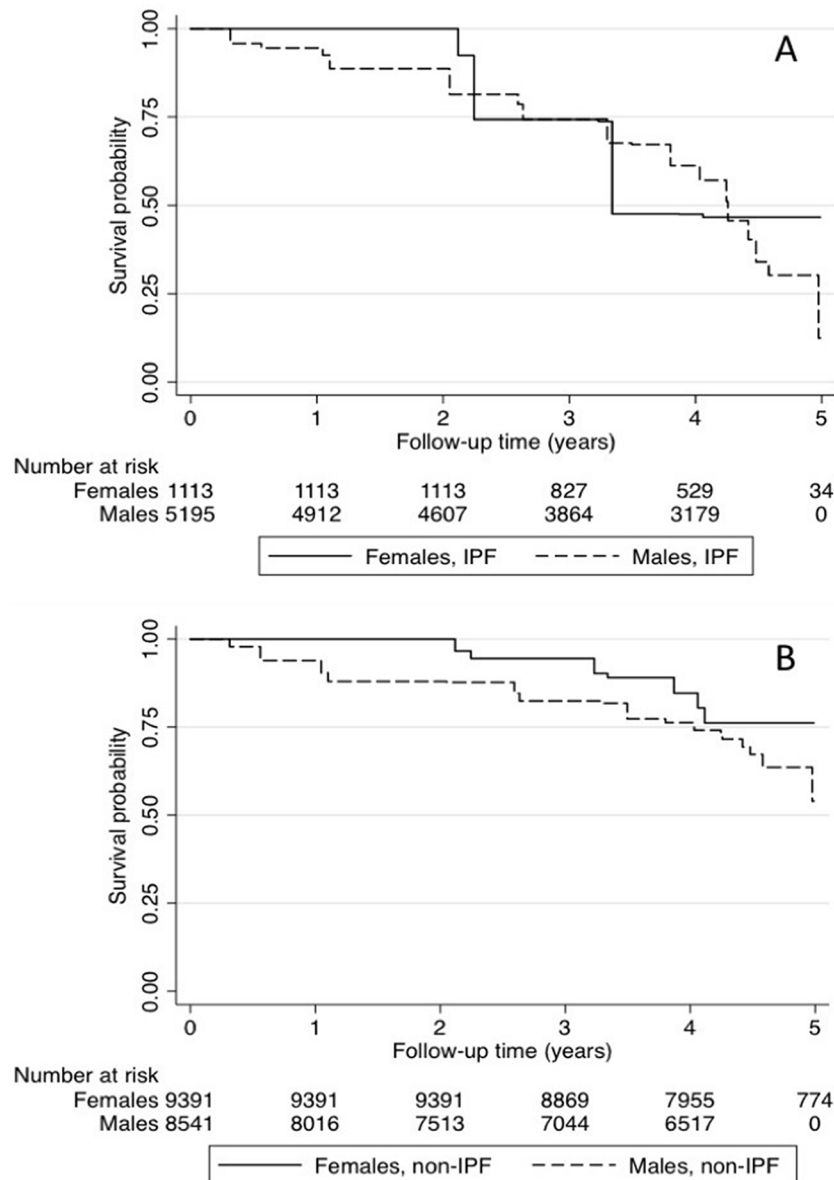 A
Survival probability
1.00
0.75
0.50
0.25
0.00
0 1 2 3 4 5
Follow-up time (years)
Number at risk
Females 1113 1113 1113 827 529 34
Males 5195 4912 4607 3864 3179 0
Females, IPF Males, IPF
B
Survival probability
1.00
0.75
0.50
0.25
0.00
0 1 2 3 4 5
Follow-up time (years)
Number at risk
Females 9391 9391 9391 8869 7955 774
Males 8541 8016 7513 7044 6517 0
Females, non-IPF Males, non-IPF